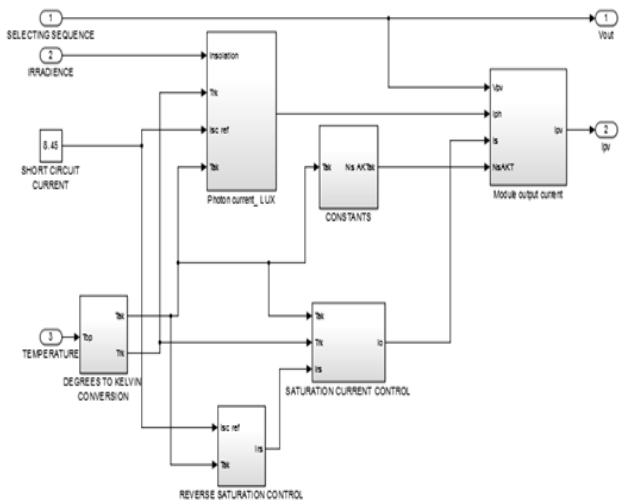 1
SELECTING SEQUENCE
1
Vout
2
IRRADIENCE
Insolation
Trk
Isc ref
Tak
Photon current_ LUX
8.45
SHORT CIRCUIT
CURRENT
Tak
Ns AKTak
CONSTANTS
Vpv
Iph
Is
NsAKT
Ipv
Module output current
2
Ipv
3
TEMPERATURE
Top
Tak
Trk
DEGREES TO KELVIN
CONVERSION
Tak
Trk
Irs
Io
SATURATION CURRENT CONTROL
Isc ref
Tak
Irs
REVERSE SATURATION CONTROL